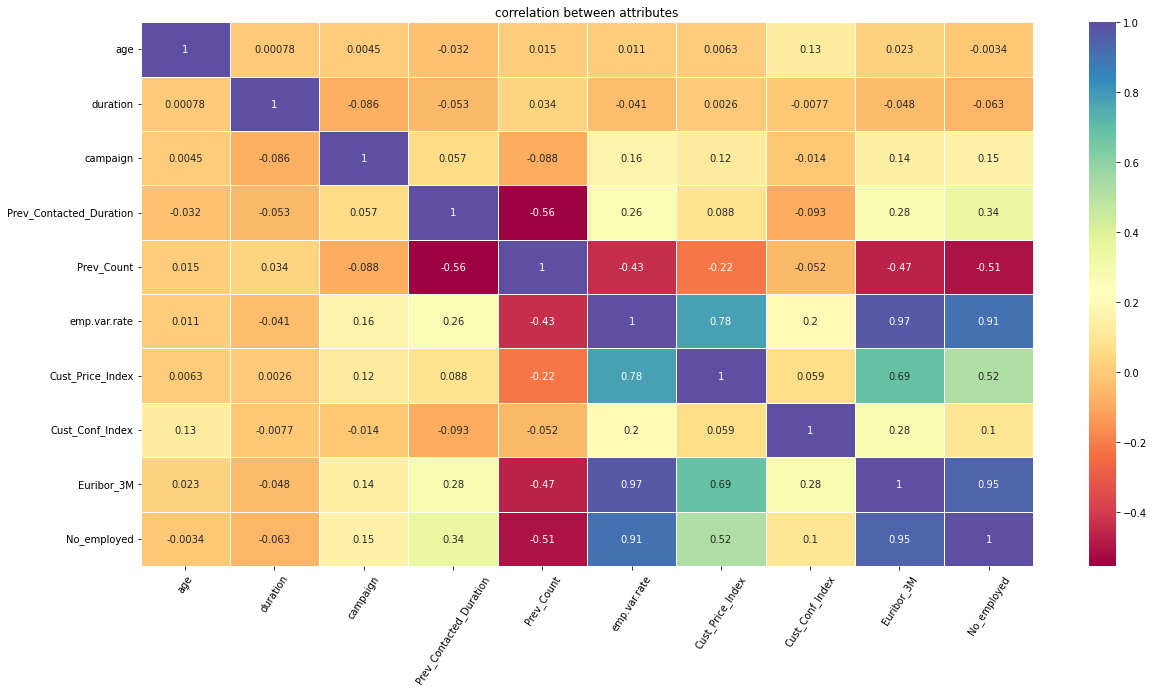 correlation between attributes
age 1 0.00078 0.0045 -0.032 0.015 0.011 0.0063 0.13 0.023 -0.0034
duration 0.00078 1 -0.086 -0.053 0.034 -0.041 0.0026 -0.0077 -0.048 -0.063
campaign 0.0045 -0.086 1 0.057 -0.088 0.16 0.12 -0.014 0.14 0.15
Prev_Contacted_Duration -0.032 -0.053 0.057 1 -0.56 0.26 0.088 -0.093 0.28 0.34
Prev_Count 0.015 0.034 -0.088 -0.56 1 -0.43 -0.22 -0.052 -0.47 -0.51
emp.var.rate 0.011 -0.041 0.16 0.26 -0.43 1 0.78 0.2 0.97 0.91
Cust_Price_Index 0.0063 0.0026 0.12 0.088 -0.22 0.78 1 0.059 0.69 0.52
Cust_Conf_Index 0.13 -0.0077 -0.014 -0.093 -0.052 0.2 0.059 1 0.28 0.1
Euribor_3M 0.023 -0.048 0.14 0.28 -0.47 0.97 0.69 0.28 1 0.95
No_employed -0.0034 -0.063 0.15 0.34 -0.51 0.91 0.52 0.1 0.95 1
age duration campaign Prev_Contacted_Duration Prev_Count emp.var.rate Cust_Price_Index Cust_Conf_Index Euribor_3M No_employed
1.0
0.8
0.6
0.4
0.2
0.0
−0.2
−0.4